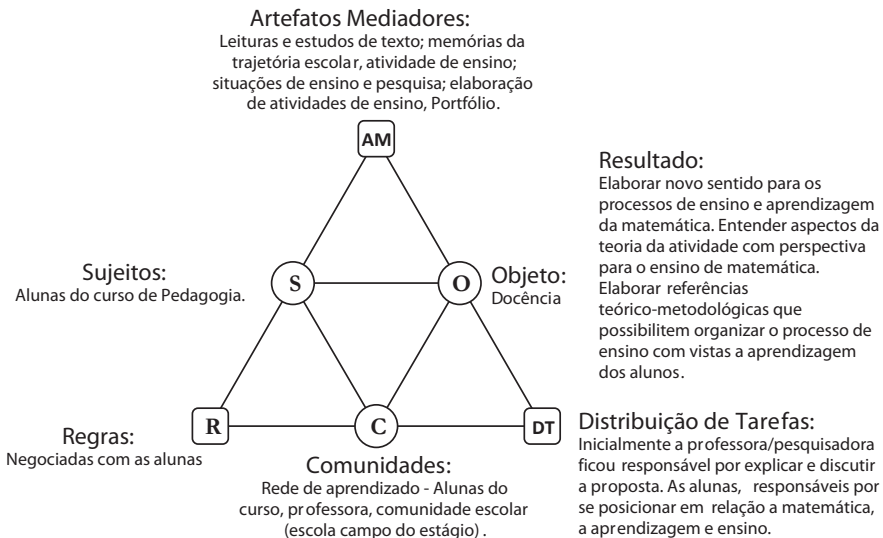 Artefatos Mediadores:
Leituras e estudos de texto; memórias da
trajetória escolar, atividade de ensino;
situações de ensino e pesquisa; elaboração
de atividades de ensino, Portfólio.
AM
Resultado:
Elaborar novo sentido para os
processos de ensino e aprendizagem
da matemática. Entender aspectos da
teoria da atividade com perspectiva
para o ensino de matemática.
Elaborar referências
teórico-metodológicas que
possibilitem organizar o processo de
ensino com vistas a aprendizagem
dos alunos.
Sujeitos:
Alunas do curso de Pedagogia.
S
O
Objeto:
Docência
Regras:
Negociadas com as alunas
R
C
DT
Comunidades:
Rede de aprendizado - Alunas do
curso, professora, comunidade escolar
(escola campo do estágio) .
Distribuição de Tarefas:
Inicialmente a professora/pesquisadora
ficou responsável por explicar e discutir
a proposta. As alunas, responsáveis por
se posicionar em relação a matemática,
a aprendizagem e ensino.